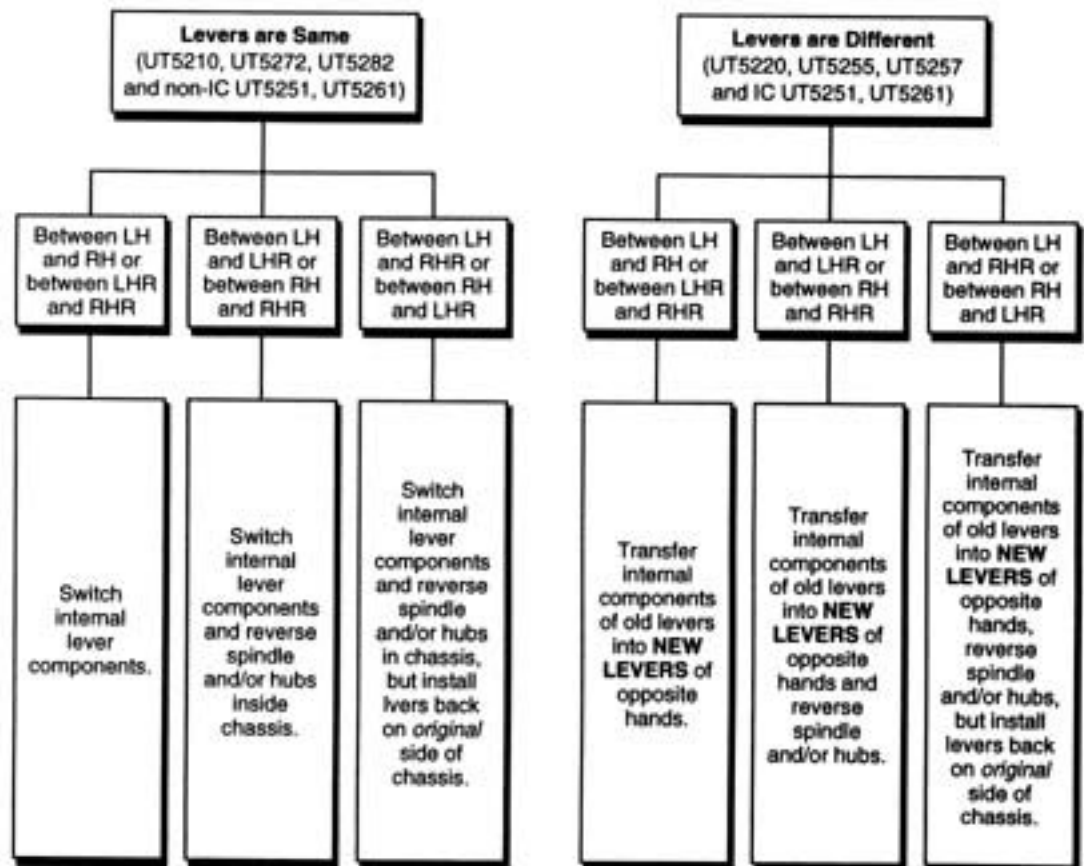 Levers are Same
(UT5210, UT5272, UT5282
and non-IC UT5251, UT5261)
Between LH
and RH or
between LHR
and RHR
Between LH
and LHR or
between RH
and RHR
Between LH
and RHR or
between RH
and LHR
Switch
internal
lever
components.
Switch
internal
lever
components
and reverse
spindle
and/or hubs
inside
chassis.
Switch
internal
lever
components
and reverse
spindle
and/or hubs
in chassis,
but install
lvers back
on original
side of
chassis.
Levers are Different
(UT5220, UT5255, UT5257
and IC UT5251, UT5261)
Between LH
and RH or
between LHR
and RHR
Between LH
and LHR or
between RH
and RHR
Between LH
and RHR or
between RH
and LHR
Transfer
internal
components
of old levers
into NEW
LEVERS of
opposite
hands.
Transfer
internal
components
of old levers
into NEW
LEVERS of
opposite
hands and
reverse
spindle
and/or hubs.
Transfer
internal
components
of old levers
into NEW
LEVERS of
opposite
hands,
reverse
spindle
and/or hubs,
but install
levers back
on original
side of
chassis.